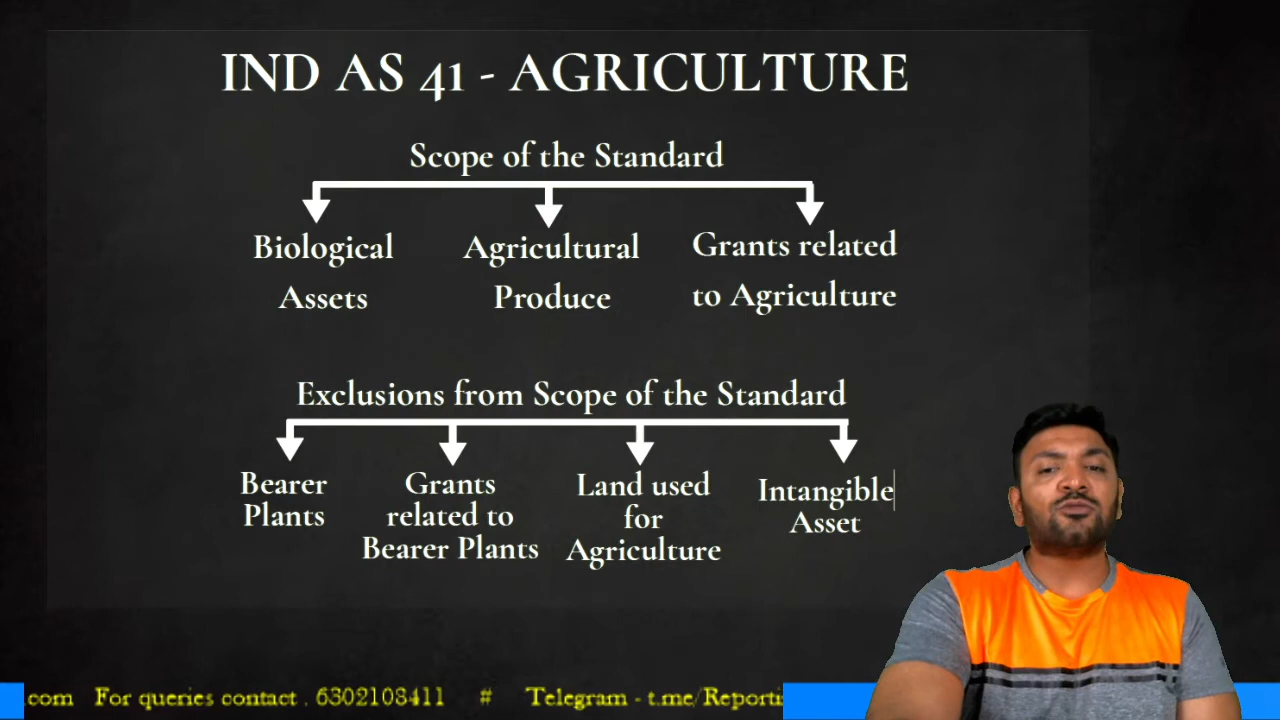 IND AS 41 - AGRICULTURE
Scope of the Standard
Biological
Assets
Agricultural
Produce
Grants related
to Agriculture
Exclusions from Scope of the Standard
Bearer
Plants
Grants
related to
Bearer Plants
Land used
for
Agriculture
Intangible
Asset
.com For queries contact . 6302103411 # Telegram - t.me/Reporti